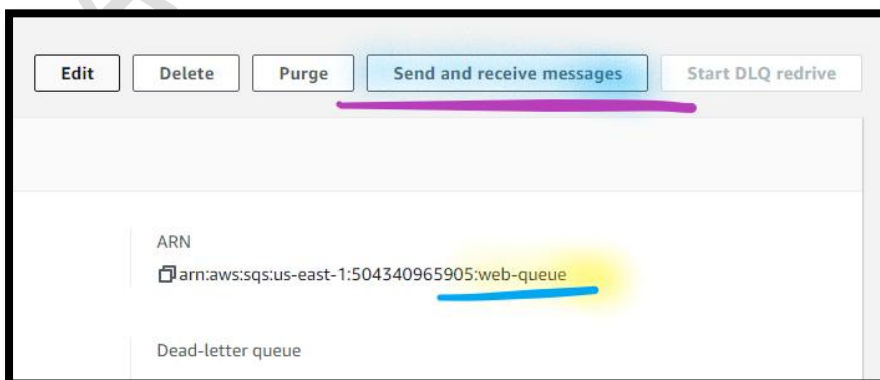 Edit Delete Purge Send and receive messages Start DLQ redrive
ARN
arn:aws:sqs:us-east-1:504340965905:web-queue
Dead-letter queue